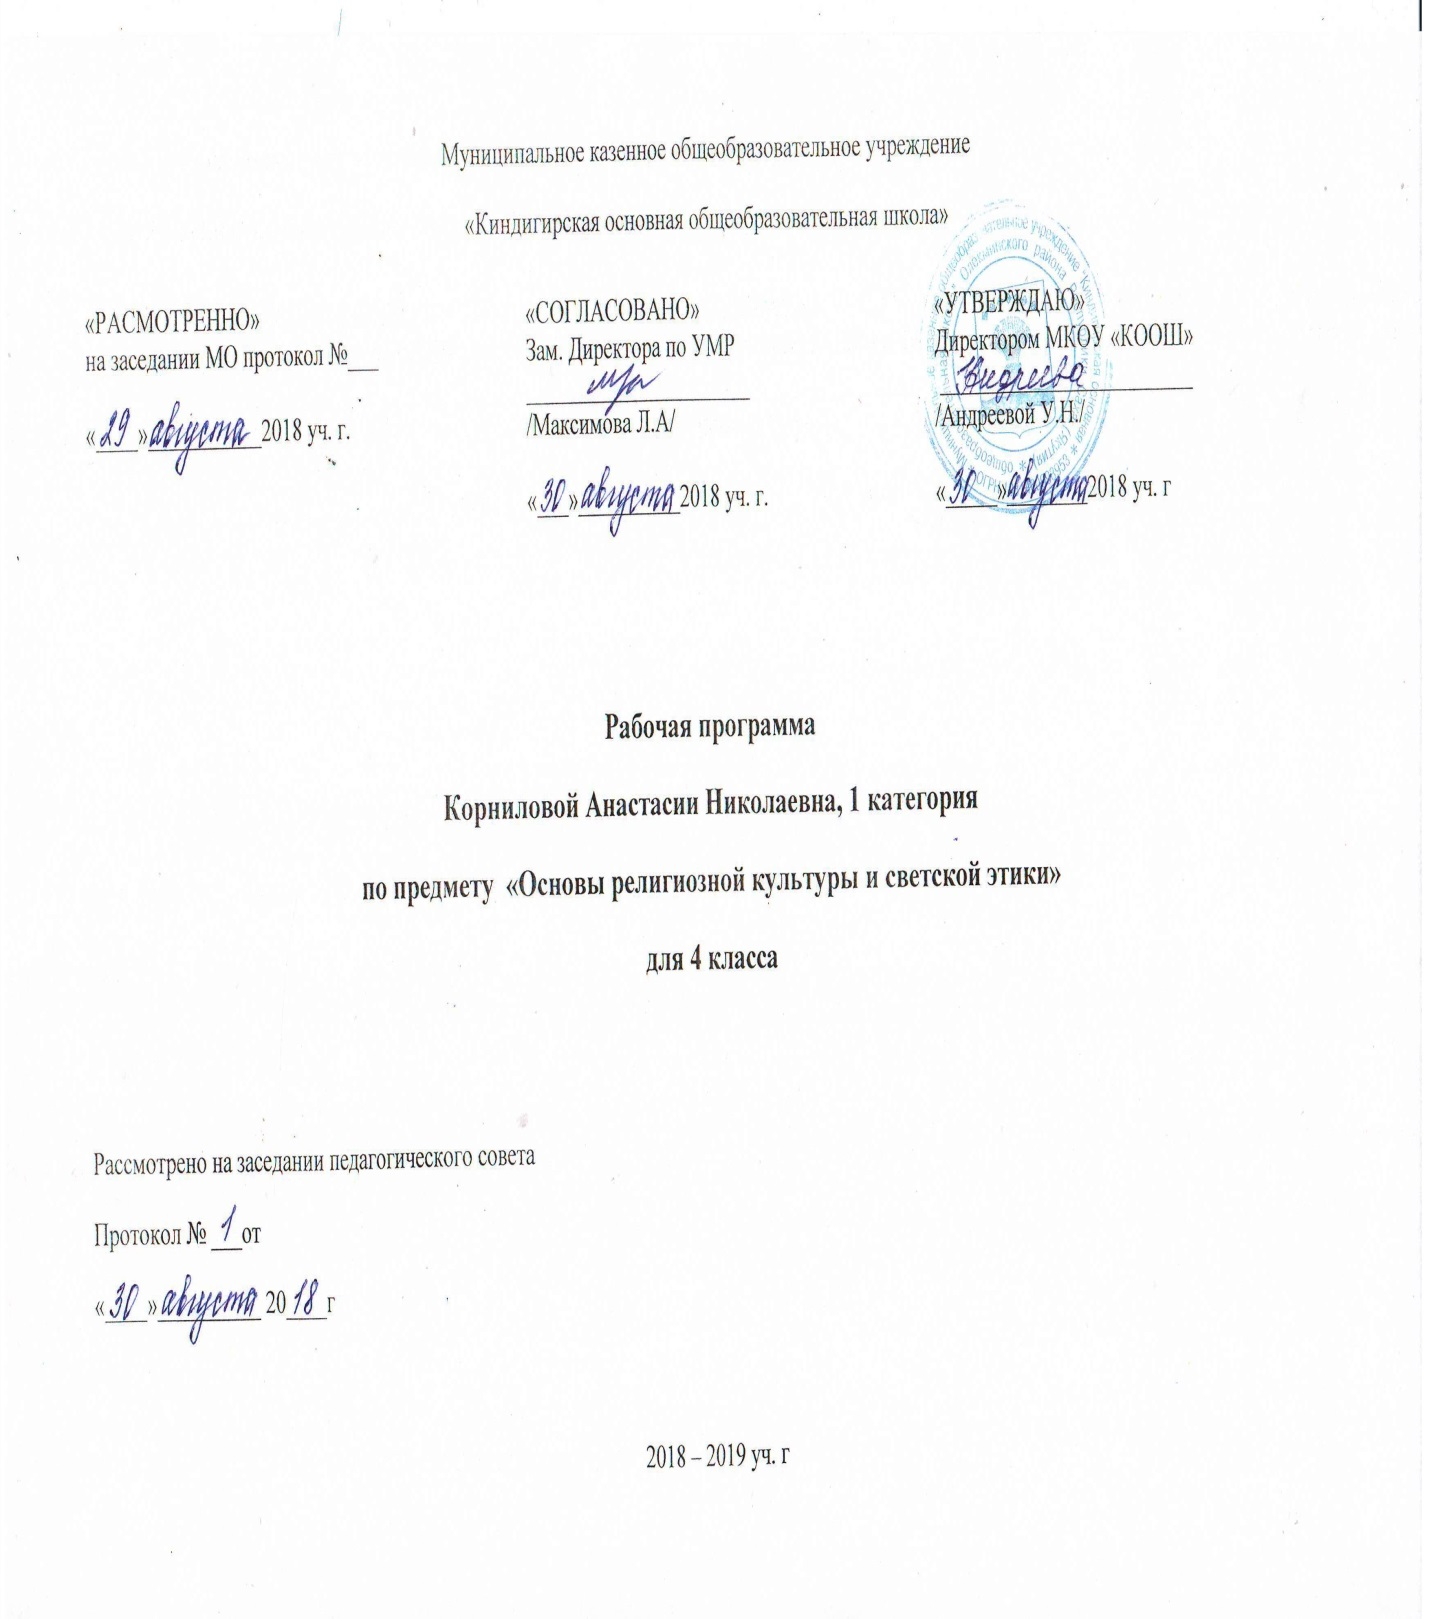 Муниципальное казенное общеобразовательное учреждение
«Киндигирская основная общеобразовательная школа»
«РАСМОТРЕННО»
на заседании МО протокол №___
«29»августа 2018 уч. г.
«СОГЛАСОВАНО»
Зам. Директора по УМР
/Максимова Л.А/
«30»августа 2018 уч. г.
«УТВЕРЖДАЮ»
Директором МКОУ «КООШ»
Андреева
/Андреевой У.Н./
«30»августа 2018 уч. г
Рабочая программа
Корниловой Анастасии Николаевна, 1 категория
по предмету «Основы религиозной культуры и светской этики»
для 4 класса
Рассмотрено на заседании педагогического совета
Протокол № 1 от
«30»августа 2018 г
2018 – 2019 уч. г